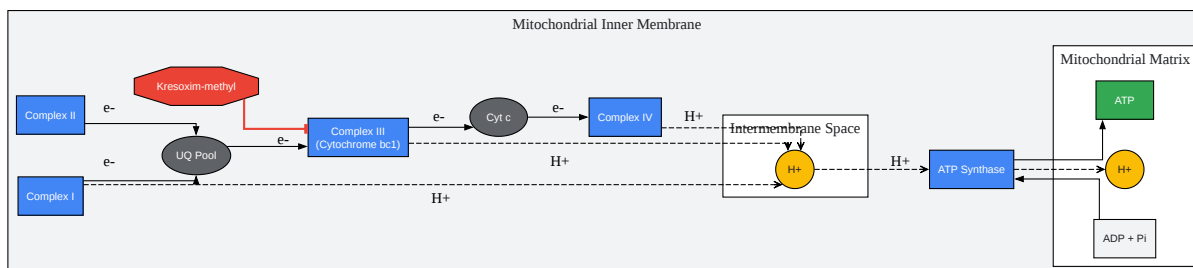 Mitochondrial Inner Membrane
Mitochondrial Matrix
Kresoxim-methyl
ATP
Complex II
e-
e-
Cyt c
e-
Complex IV
H+
Intermembrane Space
Complex III
(Cytochrome bc1)
e-
UQ Pool
e-
H+
H+
H+
ATP Synthase
H+
Complex I
H+
ADP + Pi